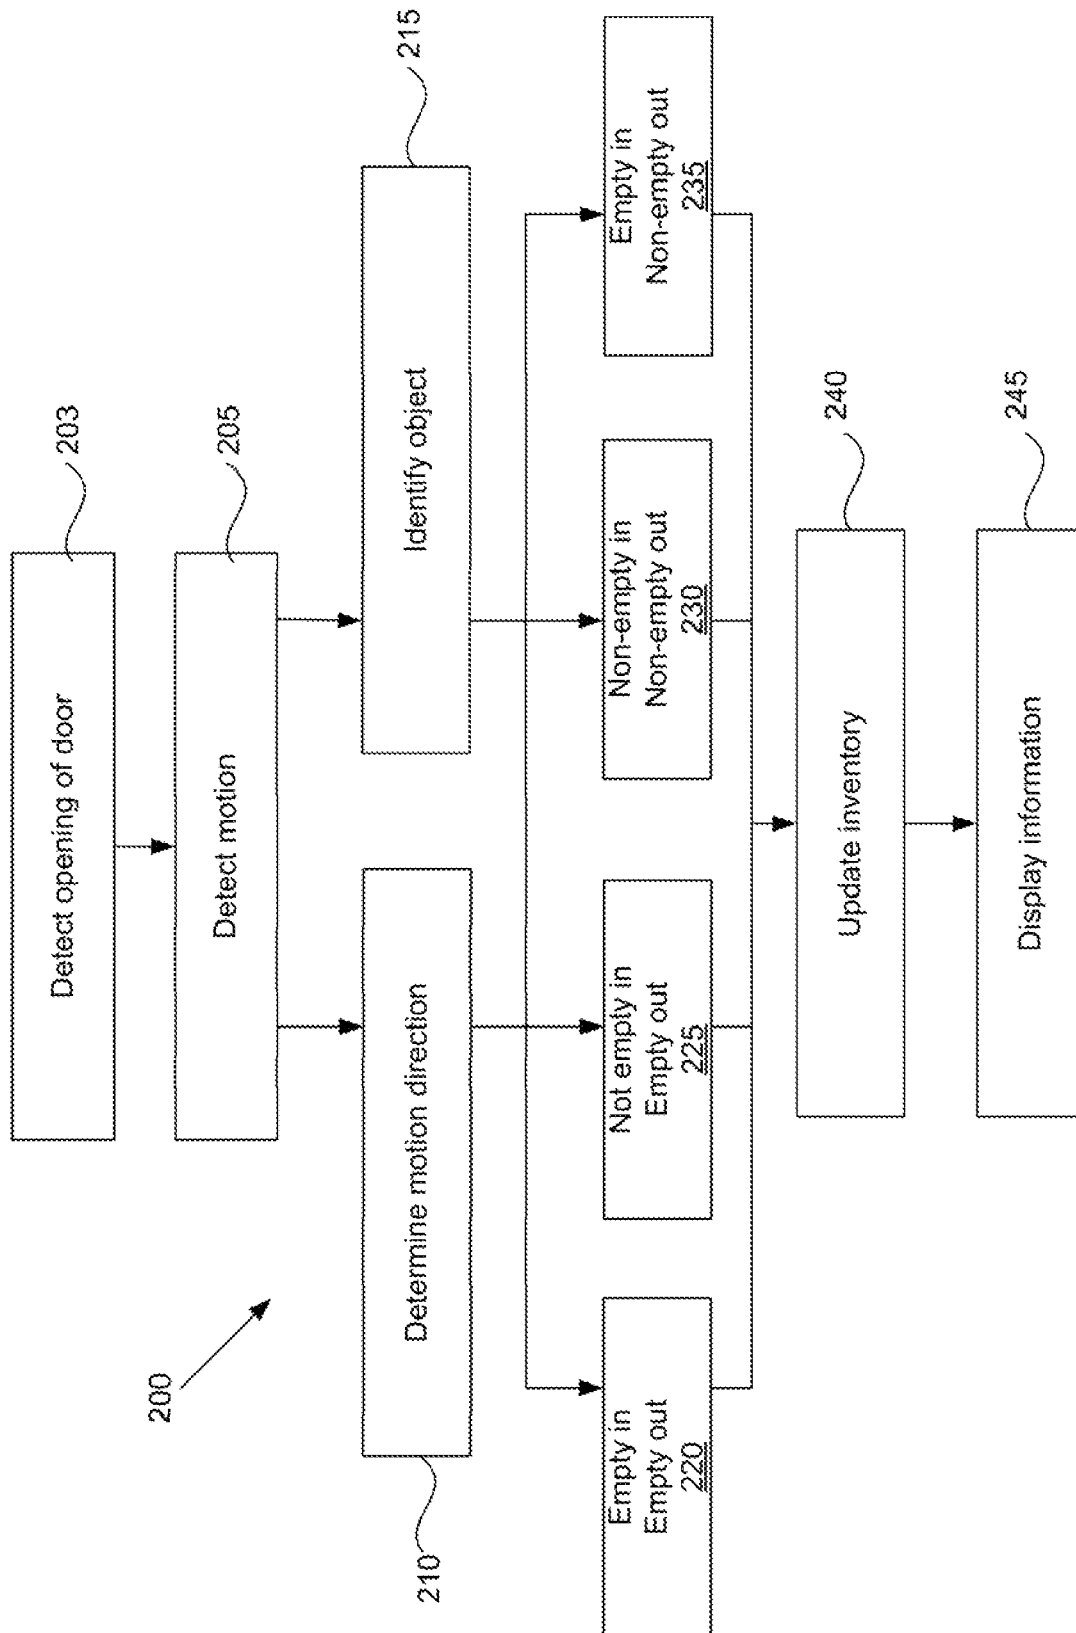 200
Detect opening of door
203
Detect motion
205
Determine motion direction
210
Identify object
215
Empty in
Empty out
220
Not empty in
Empty out
225
Non-empty in
Non-empty out
230
Empty in
Non-empty out
235
Update inventory
240
Display information
245